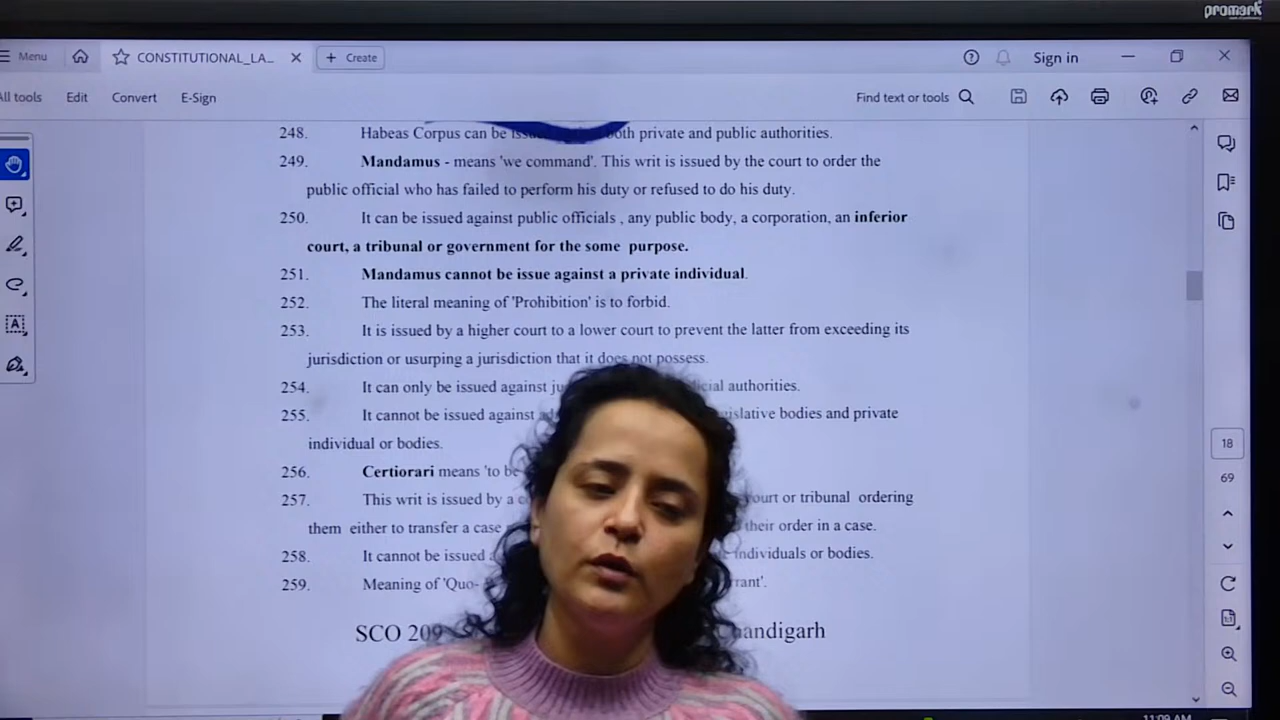 promark
Menu
CONSTITUTIONAL_LA...
Create
Sign in
All tools
Edit
Convert
E-Sign
Find text or tools
248. Habeas Corpus can be both private and public authorities.
249. Mandamus - means 'we command'. This writ is issued by the court to order the
public official who has failed to perform his duty or refused to do his duty.
250. It can be issued against public officials , any public body, a corporation, an inferior
court, a tribunal or government for the some purpose.
251. Mandamus cannot be issue against a private individual.
252. The literal meaning of 'Prohibition' is to forbid.
253. It is issued by a higher court to a lower court to prevent the latter from exceeding its
jurisdiction or usurping a jurisdiction that it does not possess.
254. It can only be issued against authorities.
255. It cannot be issued against bodies and private
individual or bodies.
256. Certiorari means 'to be
257. This writ is issued by a court or tribunal ordering
them either to transfer a case their order in a case.
258. It cannot be issued individuals or bodies.
259. Meaning of 'Quo-
SCO 209 Chandigarh
18
69
11:09 AM